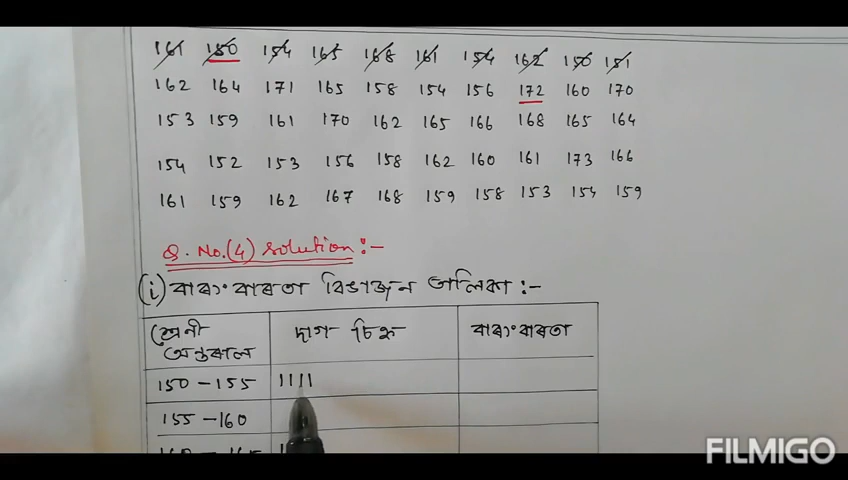 161 150 154 165 168 161 154 162 150 151
162 164 171 165 158 154 156 172 160 170
153 159 161 170 162 165 166 168 165 164
154 152 153 156 158 162 160 161 173 166
161 159 162 167 168 159 158 153 154 159
Q. No.(4) solution:-
(i) বাৰংবাৰতা বিভাজন তালিকা :-
শ্ৰেণী অন্তৰাল
দাগ চিহ্ন
বাৰংবাৰতা
150 – 155 ||||
155 – 160
160 – 165
FILMIGO